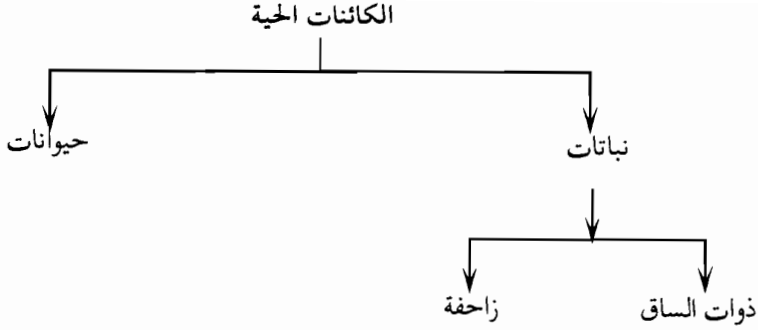 الكائنات الحية
نباتات
حيوانات
ذوات الساق
زاحفة